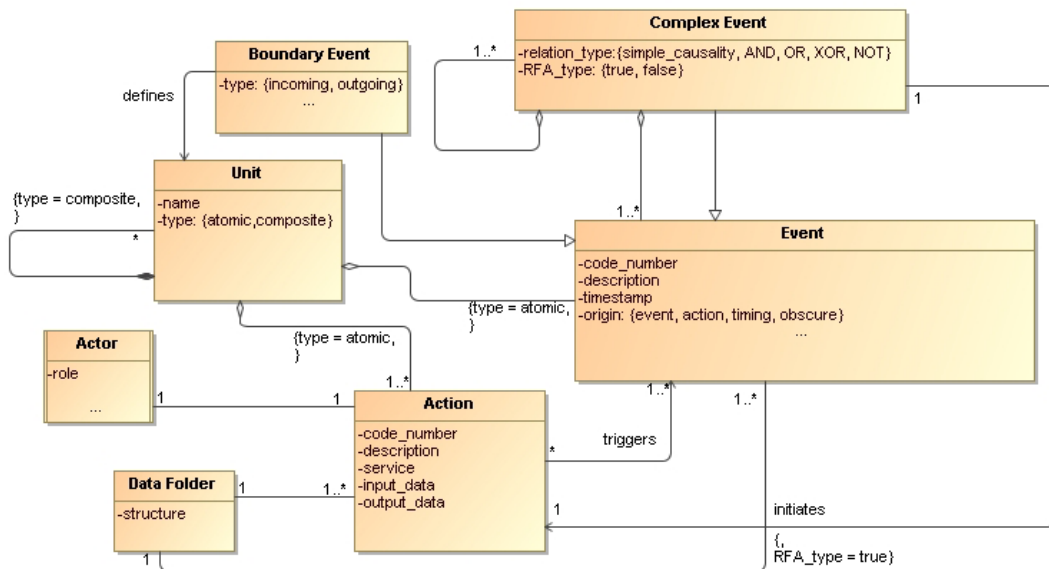 Complex Event
-relation_type:{simple_causality, AND, OR, XOR, NOT}
-RFA_type: {true, false}
1..*
1
Boundary Event
-type: {incoming, outgoing}
...
defines
Unit
-name
-type: {atomic,composite}
{type = composite,
}
*
1..*
Event
-code_number
-description
-timestamp
-origin: {event, action, timing, obscure}
...
{type = atomic,
}
{type = atomic,
}
Actor
-role
...
1
1
1..*
Action
-code_number
-description
-service
-input_data
-output_data
1..*
1..*
triggers
*
Data Folder
-structure
1
1..*
1
1
initiates
{,
RFA_type = true}